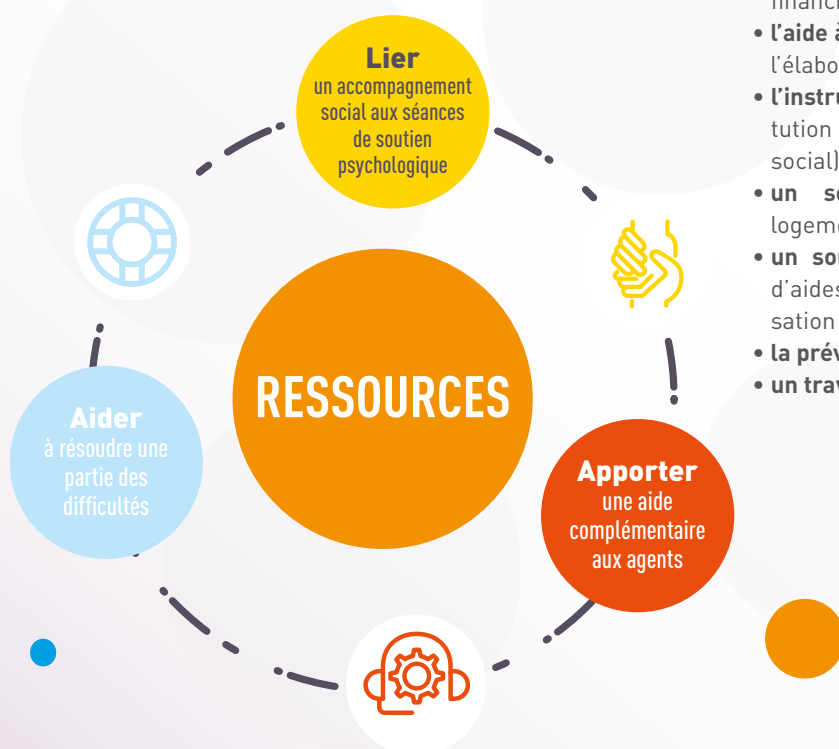 Lier
un accompagnement
social aux séances
de soutien
psychologique
RESSOURCES
Aider
à résoudre une
partie des
difficultés
Apporter
une aide
complémentaire
aux agents
• l'aide
l'élabo
• l'instru
tution
social)
• un
logeme
• un sou
d'aides
sation
• la prév
• un trav